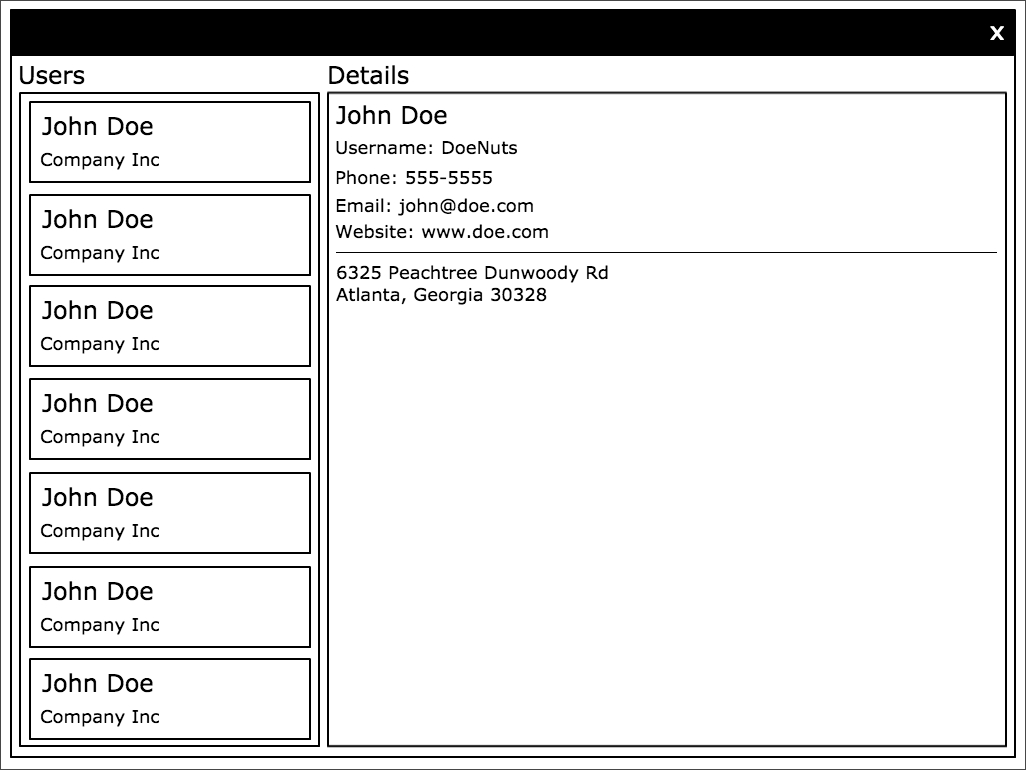 X
Users
John Doe
Company Inc
John Doe
Company Inc
John Doe
Company Inc
John Doe
Company Inc
John Doe
Company Inc
John Doe
Company Inc
John Doe
Company Inc
Details
John Doe
Username: DoeNuts
Phone: 555-5555
Email: john@doe.com
Website: www.doe.com
6325 Peachtree Dunwoody Rd
Atlanta, Georgia 30328